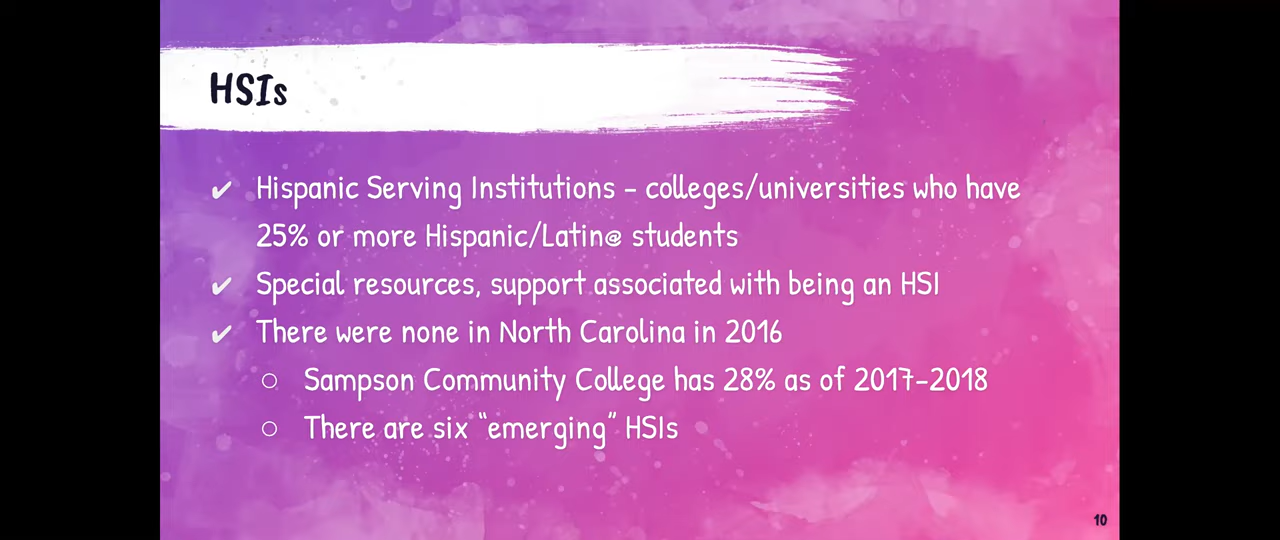 HSIs
✔ Hispanic Serving Institutions – colleges/universities who have
25% or more Hispanic/Latin@ students
✔ Special resources, support associated with being an HSI
✔ There were none in North Carolina in 2016
○ Sampson Community College has 28% as of 2017-2018
○ There are six “emerging” HSIs
10